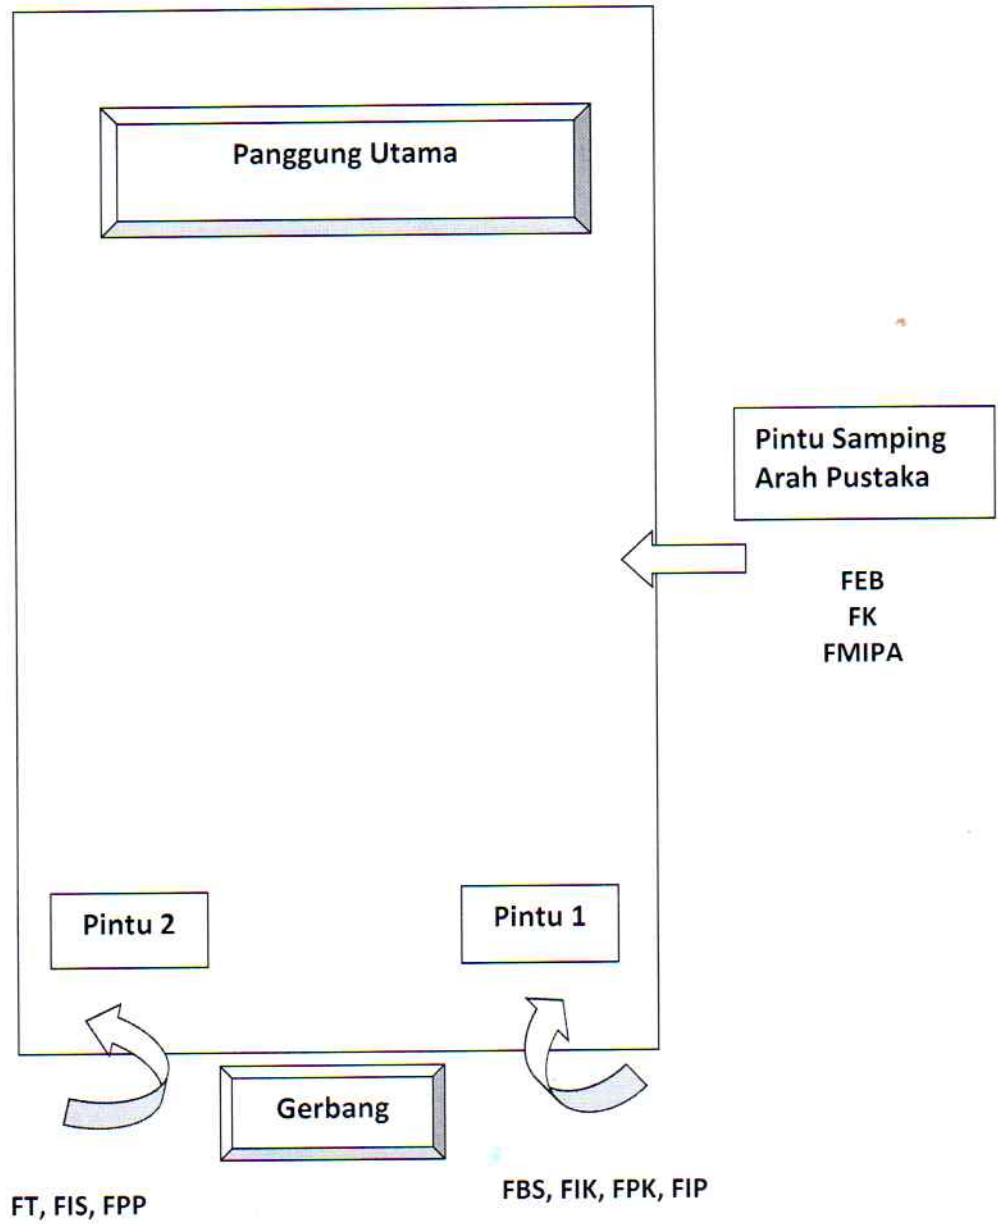 Panggung Utama
Pintu Samping
Arah Pustaka
FEB
FK
FMIPA
Pintu 2
Pintu 1
Gerbang
FT, FIS, FPP
FBS, FIK, FPK, FIP